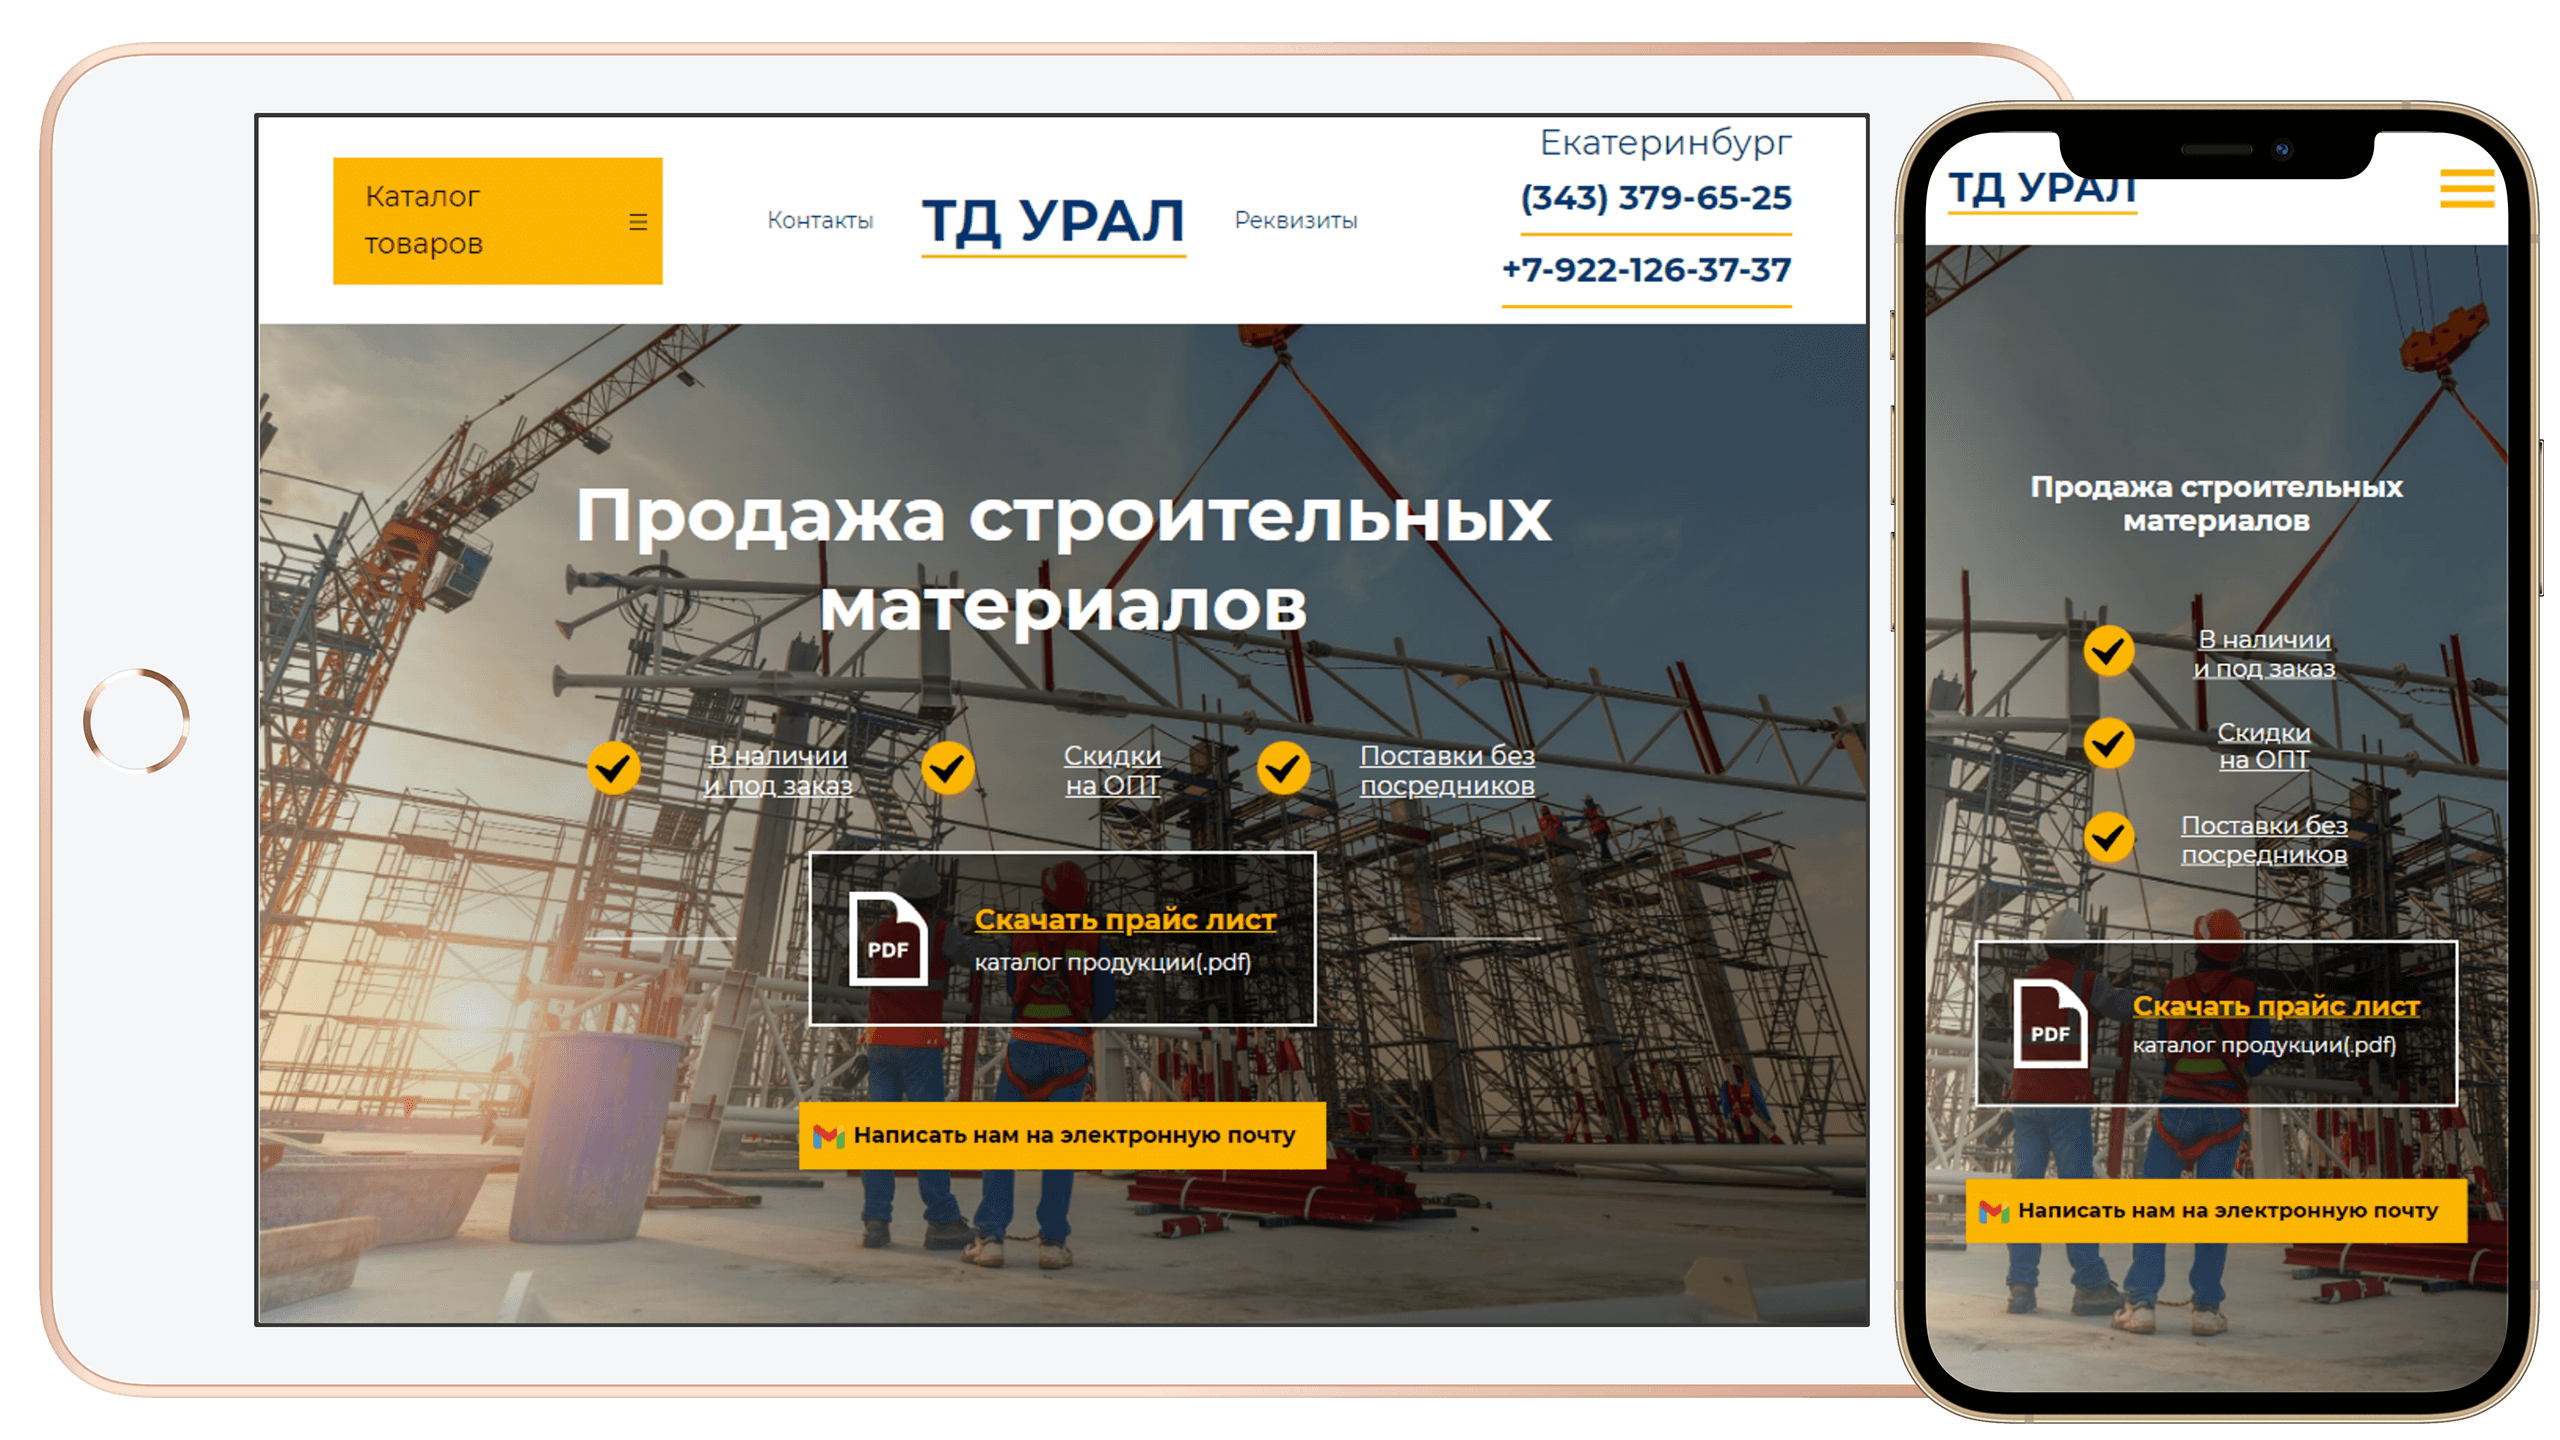 Каталог
товаров
Контакты
ТД УРАЛ
Реквизиты
Екатеринбург
(343) 379-65-25
+7-922-126-37-37
Продажа строительных
материалов
В наличии
и под заказ
Скидки
на ОПТ
Поставки без
посредников
PDF
Скачать прайс лист
каталог продукции(.pdf)
Написать нам на электронную почту
ТД УРАЛ
Продажа строительных
материалов
В наличии
и под заказ
Скидки
на ОПТ
Поставки без
посредников
PDF
Скачать прайс лист
каталог продукции(.pdf)
Написать нам на электронную почту